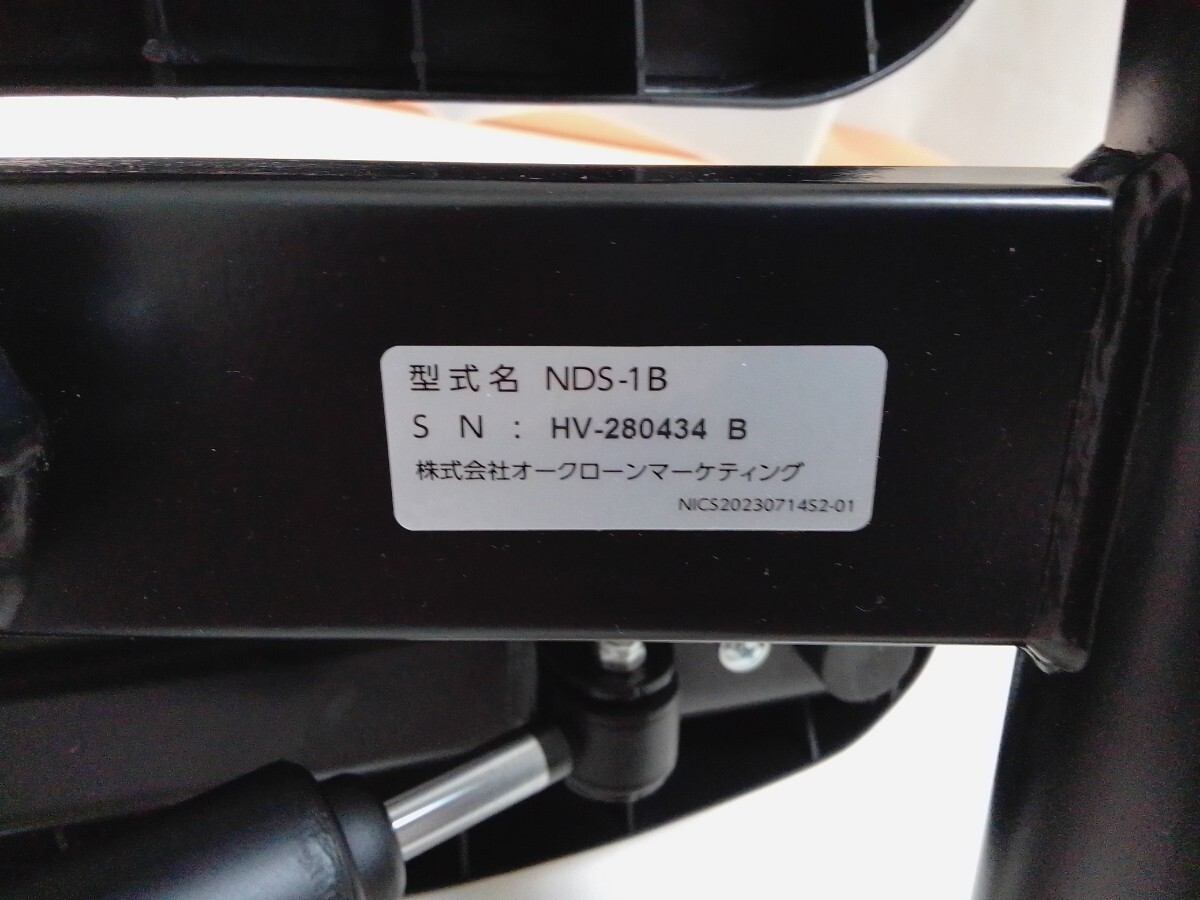 型式名 NDS-1B
S N : HV-280434 B
株式会社オークローンマーケティング
NICS20230714S2-01